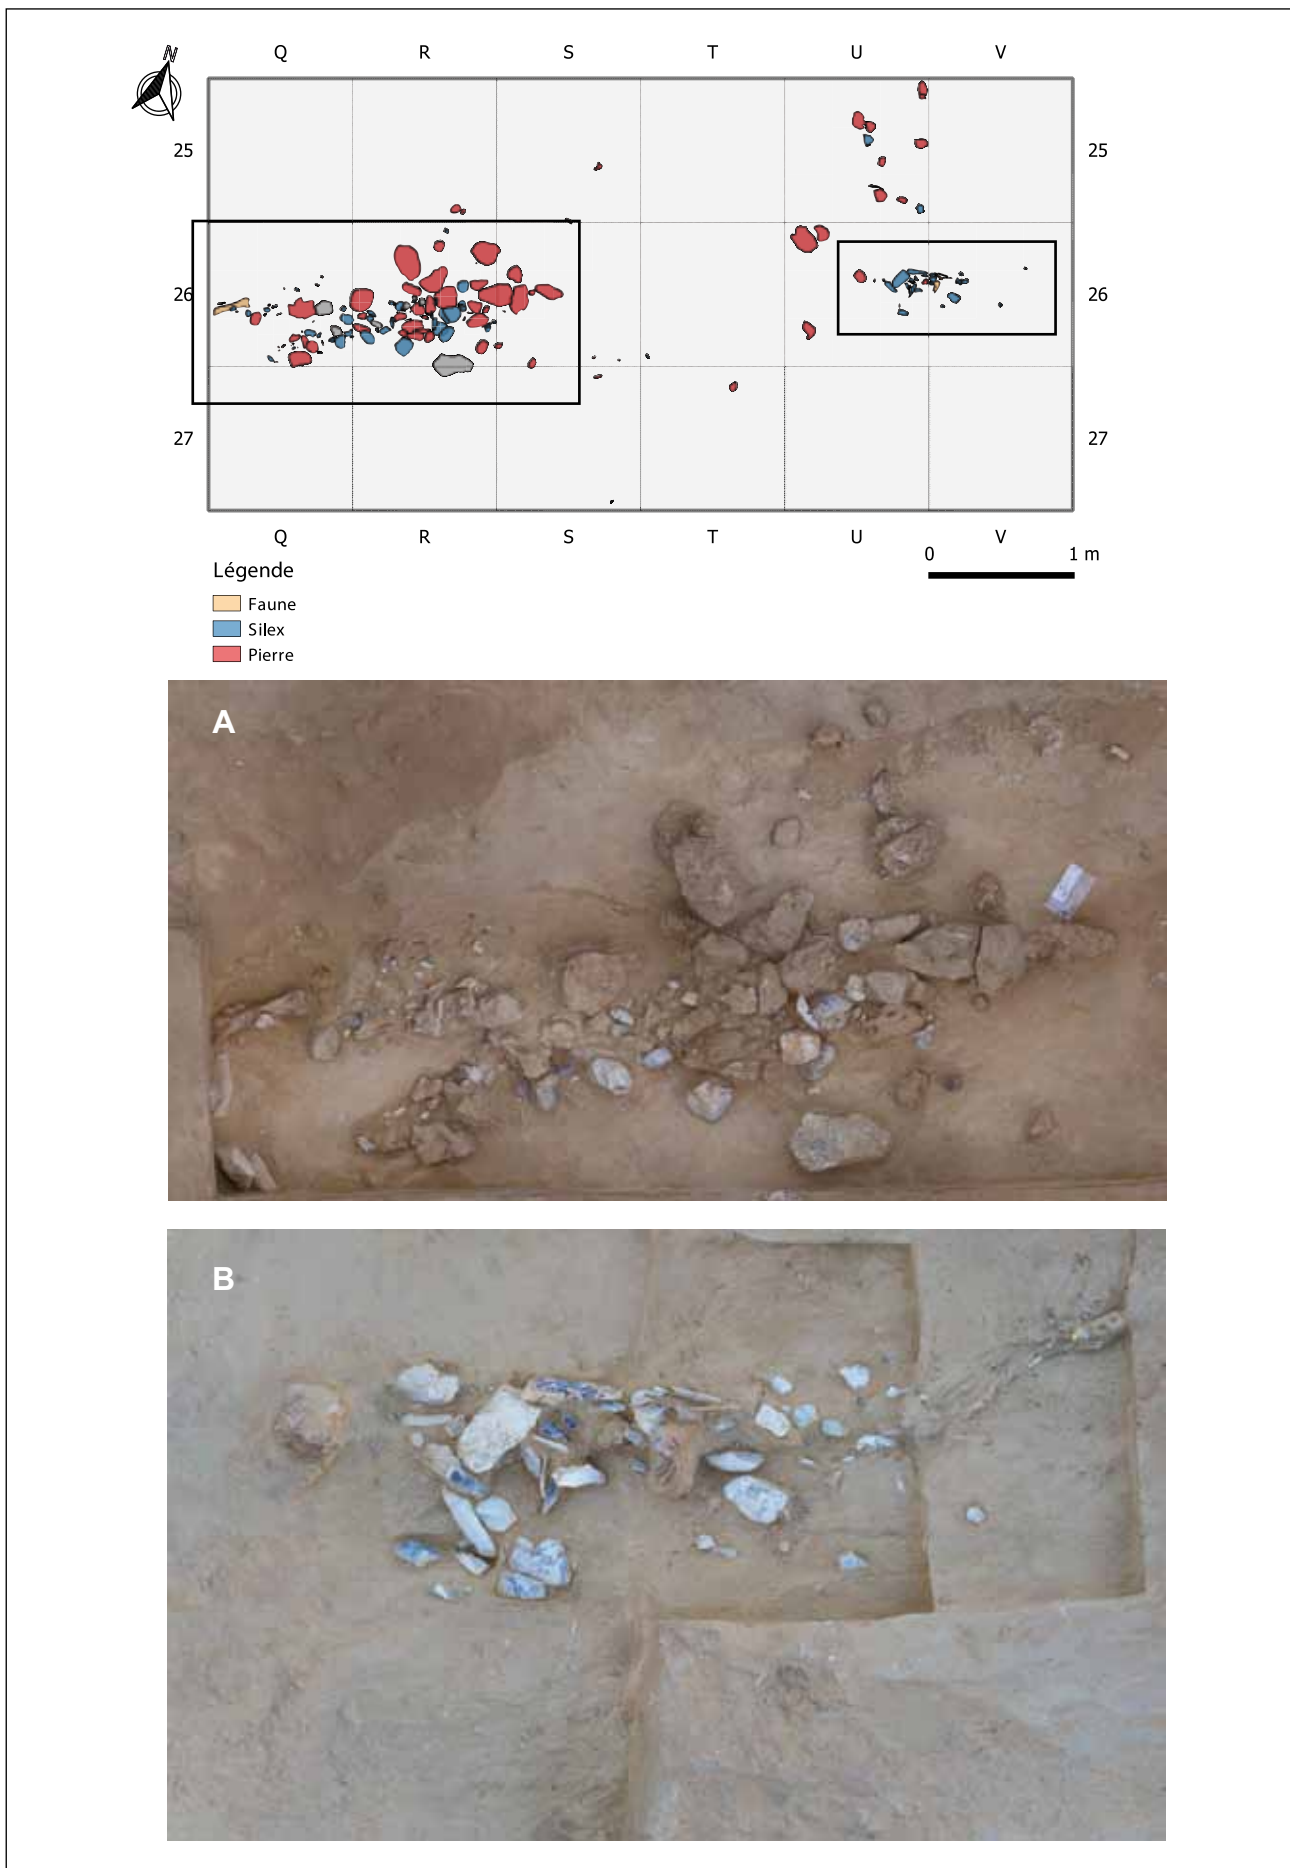 N
Q R S T U V
25 25
26 26
27 27
Q R S T U V
0 1 m
Légende
Faune
Silex
Pierre
A
B